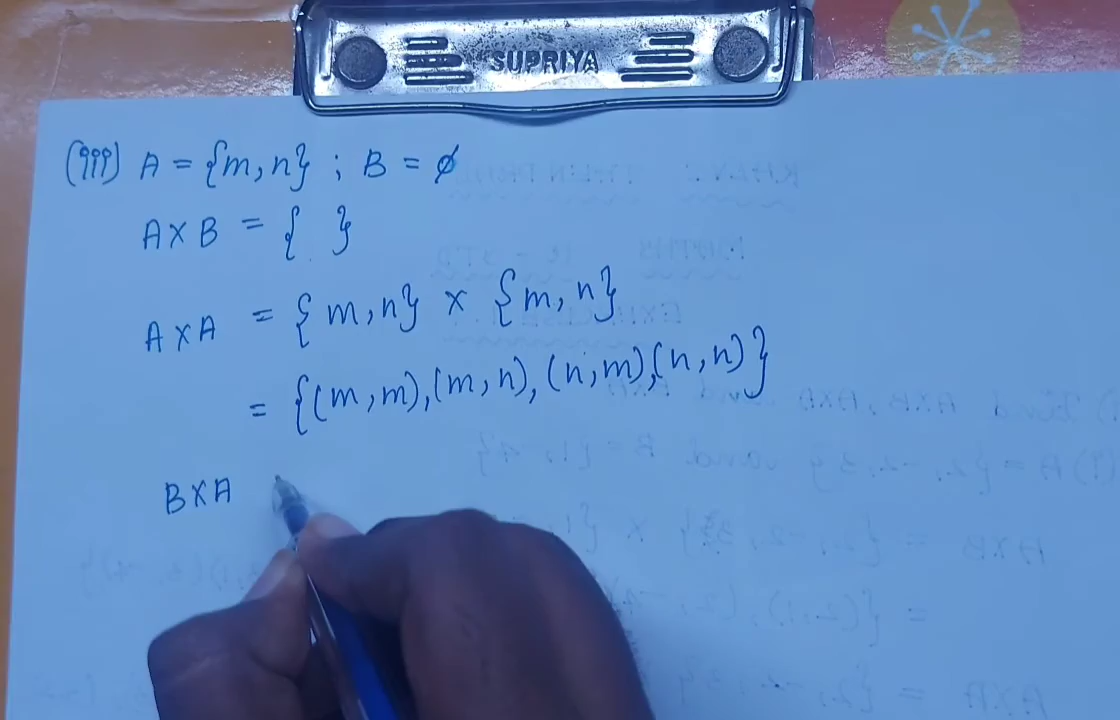 SUPRIYA
(iii) A = {m, n} ; B = ϕ
A X B = { }
A X A = {m, n} X {m, n}
= {(m, m), (m, n), (n, m), (n, n)}
B X A